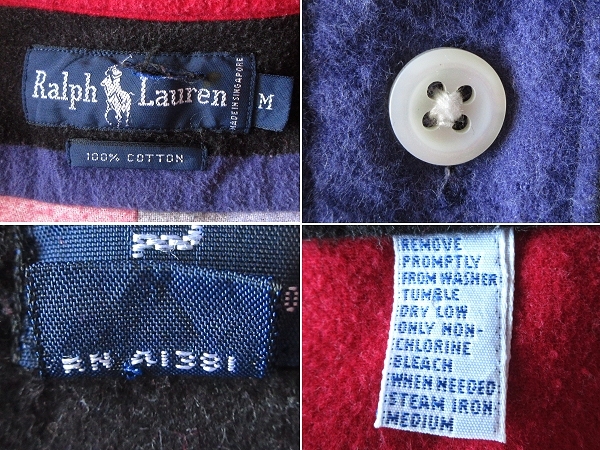 Ralph Lauren
MADE IN SINGAPORE
M
100% COTTON
RN 41381
REMOVE
PROMPTLY
FROM WASHER
TUMBLE
DRY LOW
ONLY NON-
CHLORINE
BLEACH
WHEN NEEDED
STEAM IRON
MEDIUM